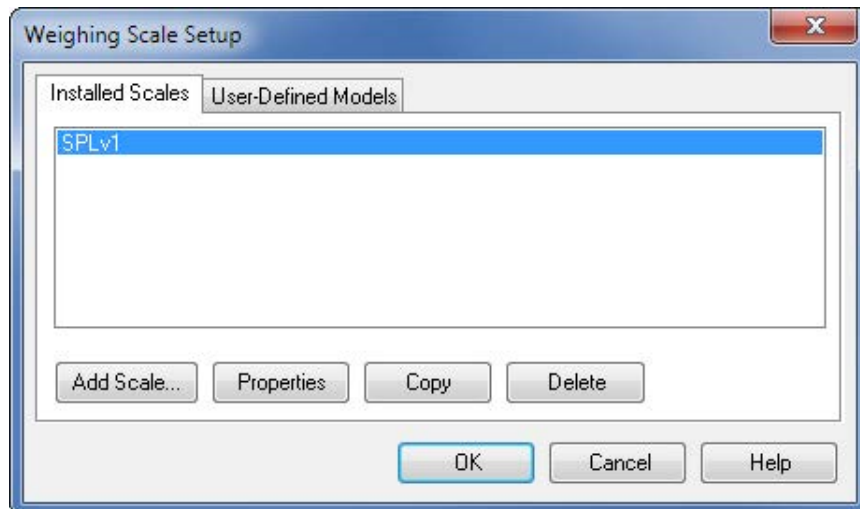 Weighing Scale Setup
Installed Scales User-Defined Models
SPLv1
Add Scale... Properties Copy Delete
OK Cancel Help